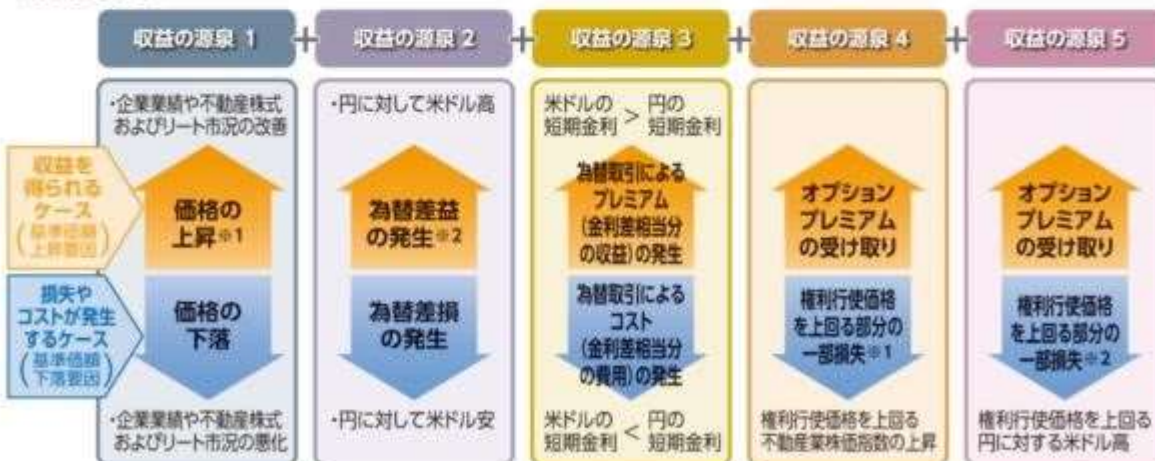 収益の源泉 1 + 収益の源泉 2 + 収益の源泉 3 + 収益の源泉 4 + 収益の源泉 5
収益を
得られる
ケース
(基準価額
上昇要因)
損失や
コストが発生
するケース
(基準価額
下落要因)
・企業業績や不動産株式
およびリート市況の改善
価格の
上昇※1
価格の
下落
・企業業績や不動産株式
およびリート市況の悪化
・円に対して米ドル高
為替差益
の発生※2
為替差損
の発生
・円に対して米ドル安
米ドルの 円の
短期金利 > 短期金利
為替取引による
プレミアム
(金利差相当分
の収益)の発生
為替取引による
コスト
(金利差相当分
の費用)の発生
米ドルの 円の
短期金利 < 短期金利
オプション
プレミアム
の受け取り
権利行使価格
を上回る部分の
一部損失※1
権利行使価格を上回る
不動産業株価指数の上昇
オプション
プレミアム
の受け取り
権利行使価格
を上回る部分の
一部損失※2
権利行使価格を上回る
円に対する米ドル高